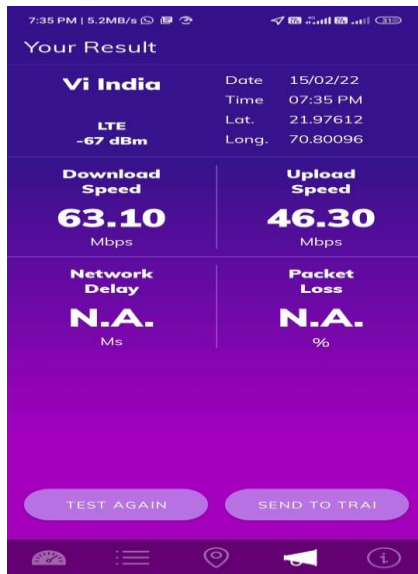 7:35 PM | 5.2MB/s
Your Result
Vi India
LTE
-67 dBm
Date 15/02/22
Time 07:35 PM
Lat. 21.97612
Long. 70.80096
Download
Speed
63.10
Mbps
Upload
Speed
46.30
Mbps
Network
Delay
N.A.
Ms
Packet
Loss
N.A.
%
TEST AGAIN
SEND TO TRAI